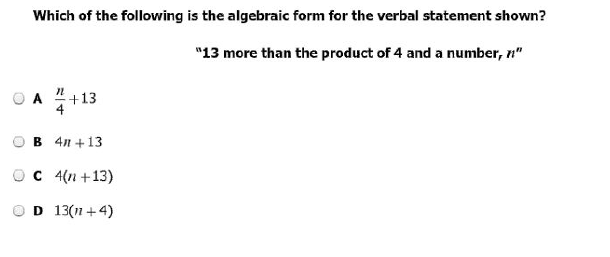 Which of the following is the algebraic form for the verbal statement shown?
"13 more than the product of 4 and a number, n"
A n/4 +13
B 4n +13
C 4(n +13)
D 13(n +4)